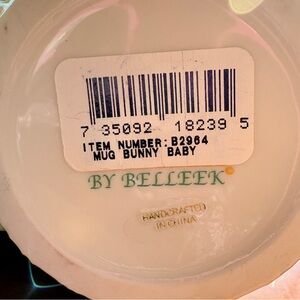 7 35092 18239 5
ITEM NUMBER:B2964
MUG BUNNY BABY
BY BELLEEK
HANDCRAFTED
IN CHINA